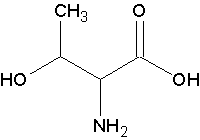 CH₃ O
HO OH
NH₂